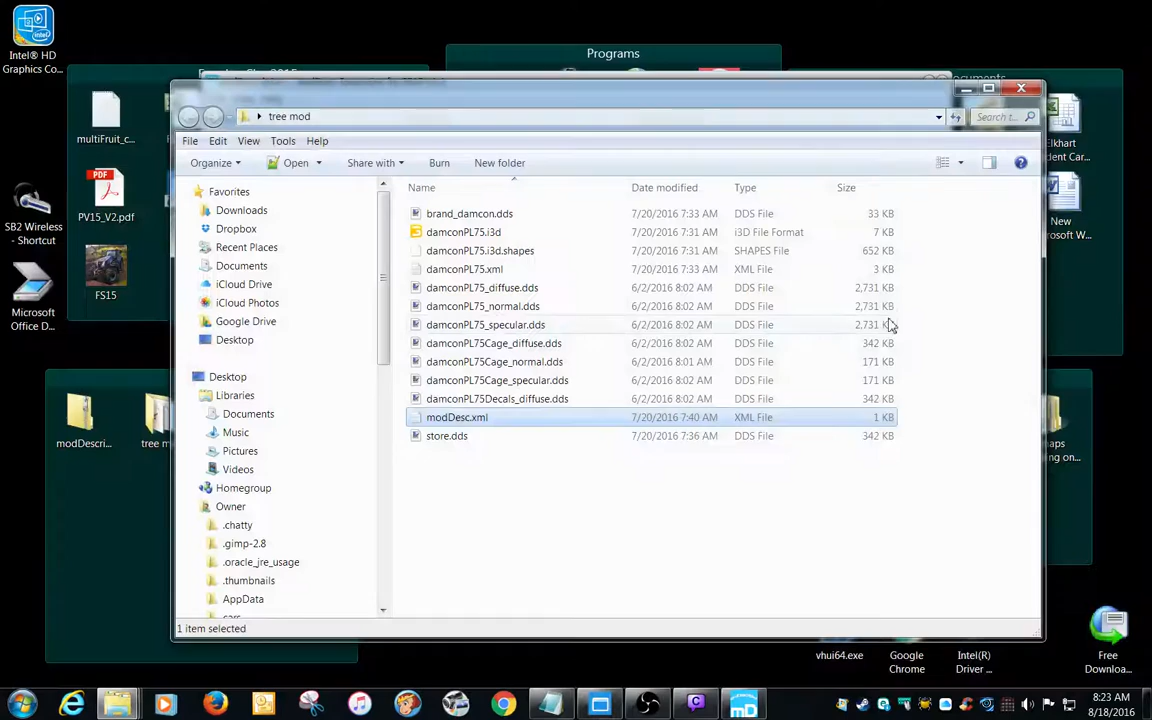 Intel® HD
Graphics Co...
multiFruit_c...
PDF
PV15_V2.pdf
SB2 Wireless
- Shortcut
FS15
Microsoft
Office D...
modDescri...
tree m
Programs
ocuments
Elkhart
dent Car...
New
crosoft W...
aps
ng on...
tree mod
Search t...
File Edit View Tools Help
Organize Open Share with Burn New folder
Favorites
Downloads
Dropbox
Recent Places
Documents
iCloud Drive
iCloud Photos
Google Drive
Desktop
Desktop
Libraries
Documents
Music
Pictures
Videos
Homegroup
Owner
.chatty
.gimp-2.8
.oracle_jre_usage
.thumbnails
AppData
cars
Name Date modified Type Size
brand_damcon.dds 7/20/2016 7:33 AM DDS File 33 KB
damconPL75.i3d 7/20/2016 7:31 AM i3D File Format 7 KB
damconPL75.i3d.shapes 7/20/2016 7:31 AM SHAPES File 652 KB
damconPL75.xml 7/20/2016 7:33 AM XML File 3 KB
damconPL75_diffuse.dds 6/2/2016 8:02 AM DDS File 2,731 KB
damconPL75_normal.dds 6/2/2016 8:02 AM DDS File 2,731 KB
damconPL75_specular.dds 6/2/2016 8:02 AM DDS File 2,731 KB
damconPL75Cage_diffuse.dds 6/2/2016 8:02 AM DDS File 342 KB
damconPL75Cage_normal.dds 6/2/2016 8:01 AM DDS File 171 KB
damconPL75Cage_specular.dds 6/2/2016 8:02 AM DDS File 171 KB
damconPL75Decals_diffuse.dds 6/2/2016 8:02 AM DDS File 342 KB
modDesc.xml 7/20/2016 7:40 AM XML File 1 KB
store.dds 7/20/2016 7:36 AM DDS File 342 KB
1 item selected
vhui64.exe
Google
Chrome
Intel(R)
Driver ...
Free
Downloa...
mD
8:23 AM
8/18/2016